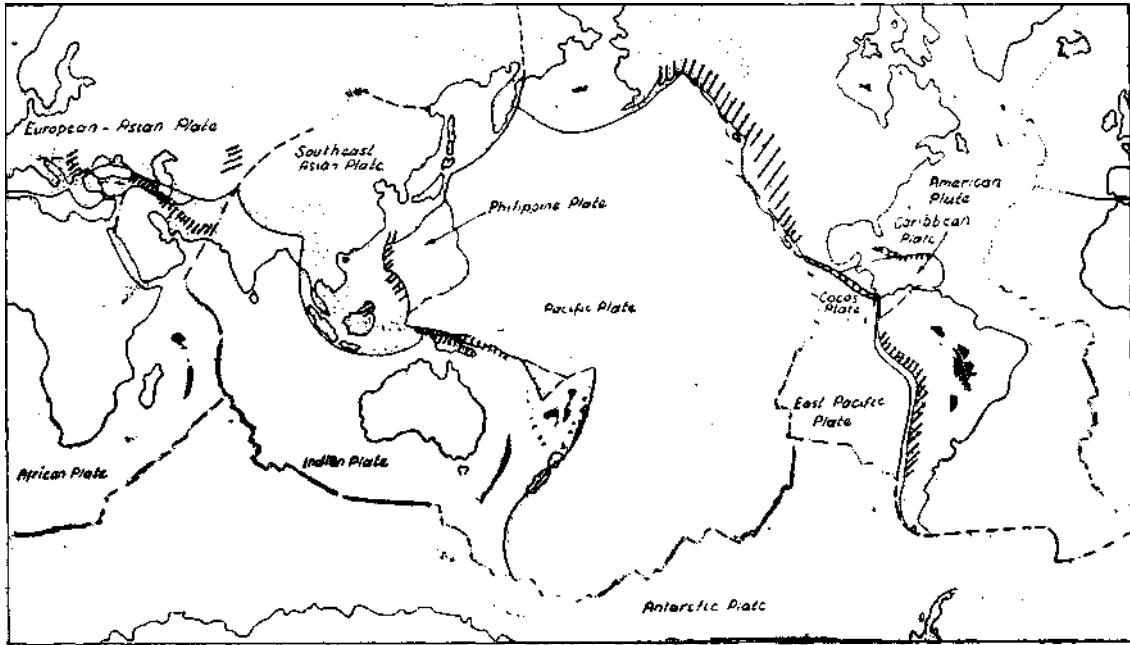 European - Asian Plate
Southeast
Asian Plate
Philippine Plate
American
Plate
Caribbean
Plate
Pacific Plate
Cocos
Plate
East Pacific
Plate
African Plate
Indian Plate
Antarctic Plate